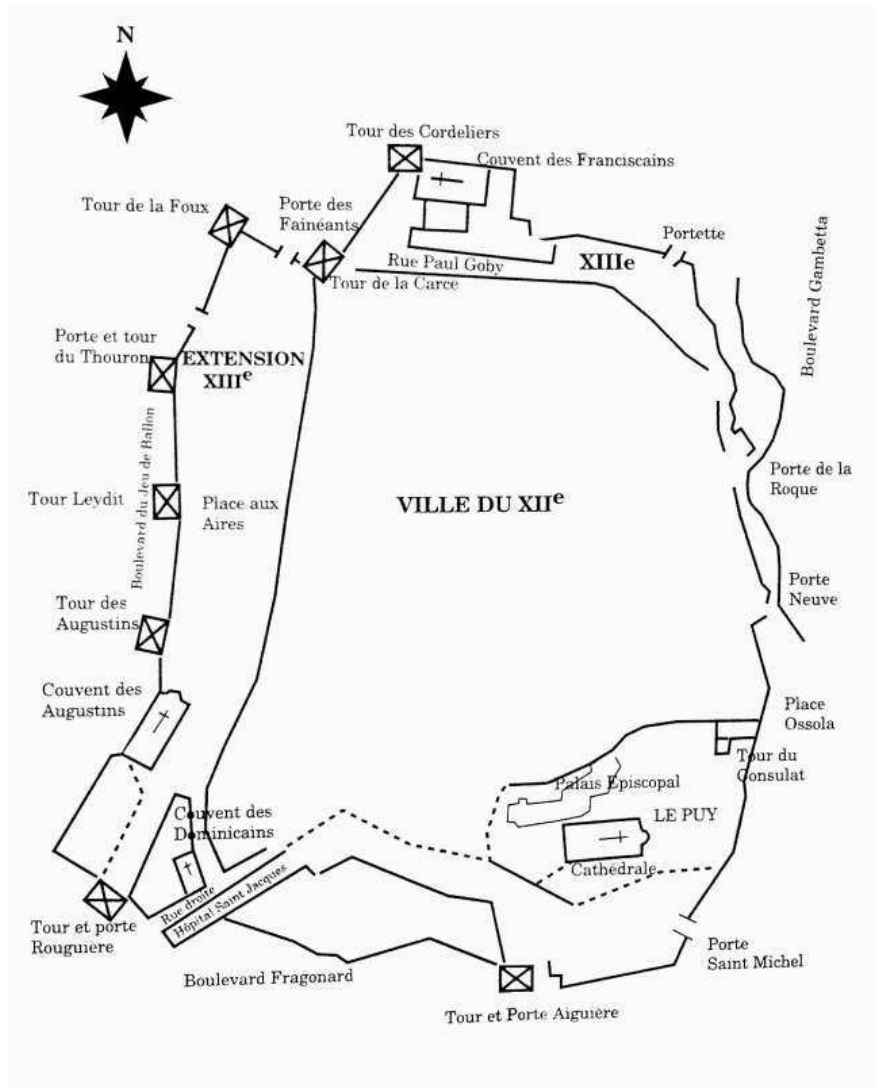 N
Tour des Cordeliers
Couvent des Franciscains
Tour de la Foux
Porte des
Fainéants
Portette
Rue Paul Goby
XIIIe
Tour de la Carce
Boulevard Gambetta
Porte et tour
du Thouron
EXTENSION
XIIIe
Boulevard du Jeu de Ballon
Tour Leydit
Place aux
Aires
VILLE DU XIIe
Porte de la
Roque
Porte
Neuve
Tour des
Augustins
Couvent des
Augustins
Place
Ossola
Tour du
Consulat
Palais Episcopal
LE PUY
Cathédrale
Couvent des
Dominicains
Rue droite
Hôpital Saint Jacques
Tour et porte
Rouguière
Porte
Saint Michel
Boulevard Fragonard
Tour et Porte Aiguière